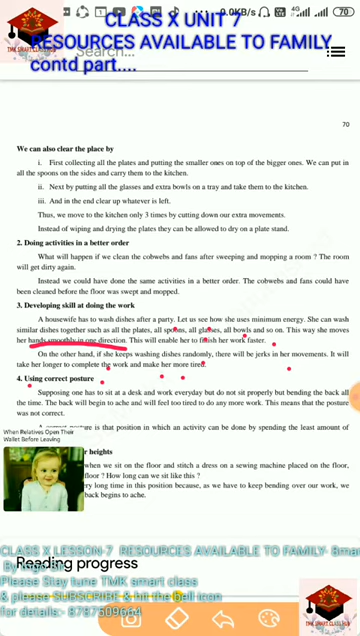 0.0KB/s
4G
70
CLASS X UNIT 7
RESOURCES AVAILABLE TO FAMILY
contd part....
TMK SMART CLASS
Search...
70
We can also clear the place by
i. First collecting all the plates and putting the smaller ones on top of the bigger ones. We can put in
all the spoons on the sides and carry them to the kitchen.
ii. Next by putting all the glasses and extra bowls on a tray and take them to the kitchen.
iii. And in the end clear up whatever is left.
Thus, we move to the kitchen only 3 times by cutting down our extra movements.
Instead of wiping and drying the plates they can be allowed to dry on a plate stand.
2. Doing activities in a better order
What will happen if we clean the cobwebs and fans after sweeping and mopping a room ? The room
will get dirty again.
Instead we could have done the same activities in a better order. The cobwebs and fans could
have been cleaned before the floor was swept and mopped.
3. Developing skill at doing the work
A housewife has to wash dishes after a party. Let us see how she uses minimum energy. She can wash
similar dishes together such as all the plates, all spoons, all glasses, all bowls and so on. This way she moves
her hands smoothly in one direction. This will enable her to finish her work faster.
On the other hand, if she keeps washing dishes randomly, there will be jerks in her movements. It will
take her longer to complete the work and make her more tired.
4. Using correct posture
Supposing one has to sit at a desk and work everyday but do not sit properly but bending the back all
the time. The back will begin to ache and will feel too tired to do any more work. This means that the posture
was not correct.
A correct posture is that position in which an activity can be done by spending the least amount of
When Relatives Open Their
Wallet Before Leaving
r heights
when we sit on the floor and stitch a dress on a sewing machine placed on the floor,
floor ? How long can we sit like this ?
ry long time in this position because, as we have to keep bending over our work, we
back begins to ache.
CLASS X LESSON-7 RESOURCES AVAILABLE TO FAMILY-
Reading progress
Please Stay tune TMK smart class
& please SUBSCRIBE & hit the bell icon
for details:- 8787609664
TMK SMART CLASS